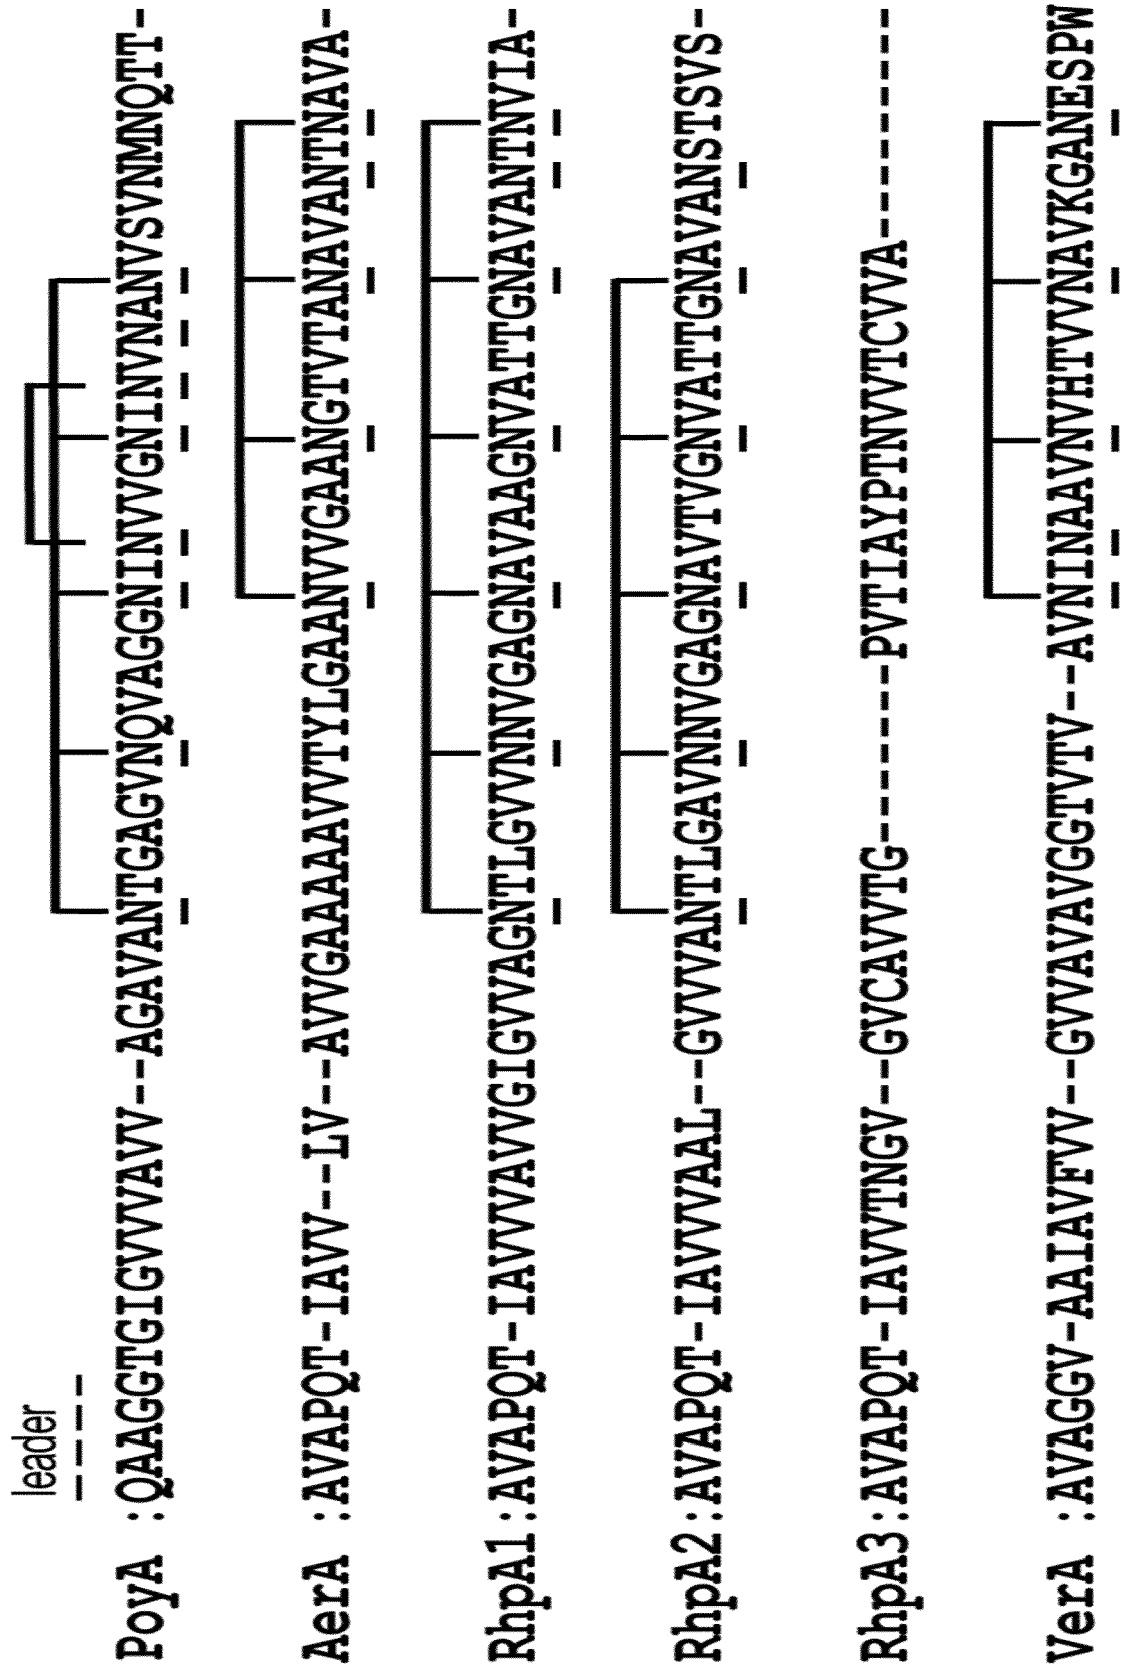 leader
PoyA :QAAGGTGIGVVVAVV--AGAVANTGAGVNQVAGGNINVVGNINVNANVSVNMNQTT-
AerA :AVAPQT-IAVV--LV--AVVGAAAAVVTYLGAANVVGAANGTVTANAVANTNAVA-
RhpA1:AVAPQT-IAVVVAVVGIGVVAGNTLGVVNNVGAGNAVAAGNVATTGNAVANTNVIA-
RhpA2:AVAPQT-IAVVVAAL--GVVVANTLGAVNNVGAGNAVTVGNVATTGNAVANSTSVS-
RhpA3:AVAPQT-IAVVTNGV--GVCAVVTG-------PVTIAYPTNVVTCVVA---------
VerA :AVAGGV-AAIAVFVV--GVVAVAVGGTVTV--AVNINAAVNVHTVVNAVKGANESPW